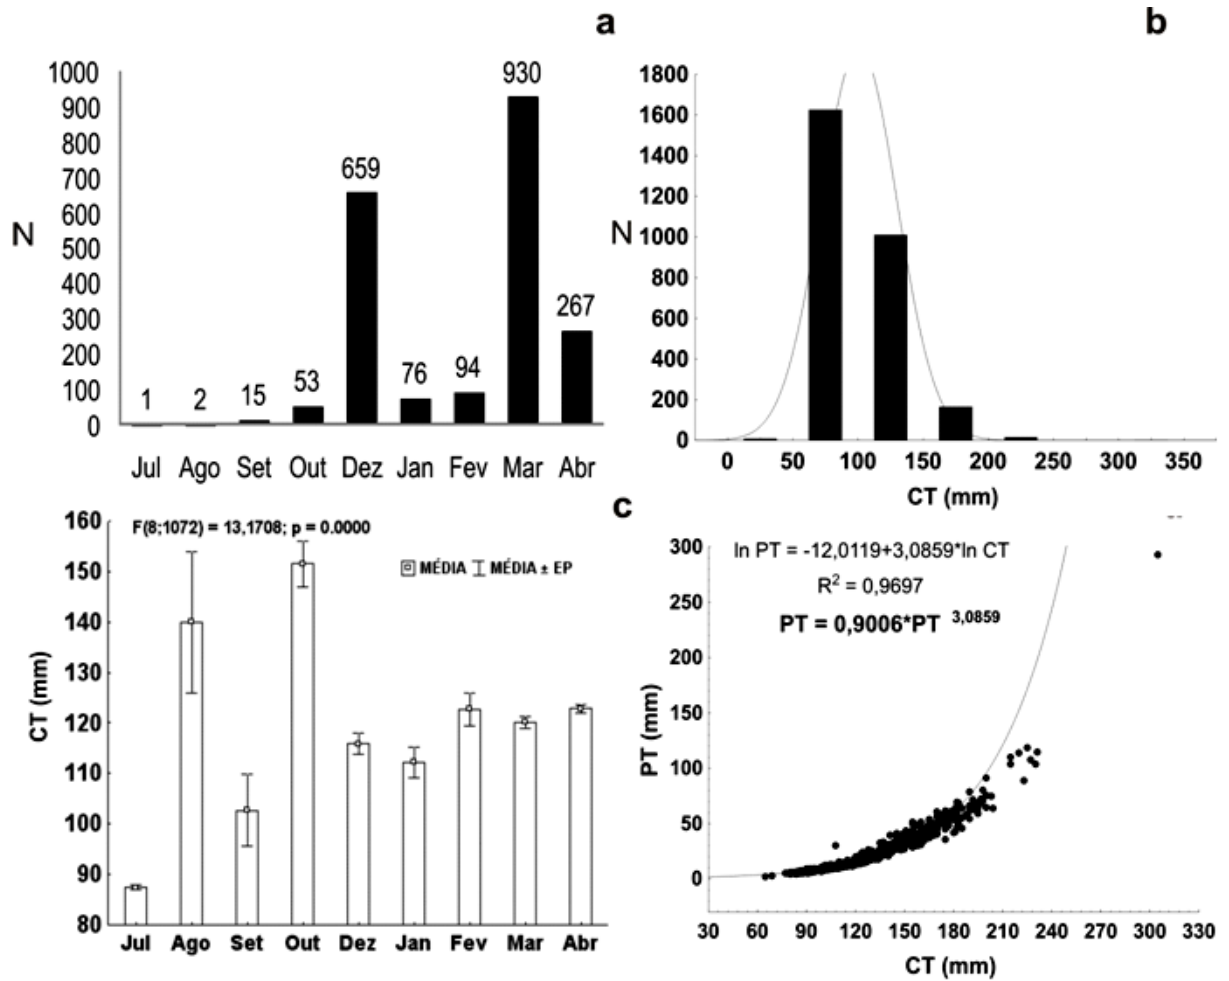 a
1000
900
800
700
600
500
400
300
200
100
0
N
1
2
15
53
659
76
94
930
267
Jul Ago Set Out Dez Jan Fev Mar Abr
b
1800
1600
1400
1200
1000
800
600
400
200
0
N
0 50 100 150 200 250 300 350
CT (mm)
160
150
140
130
120
110
100
90
80
CT (mm)
F(8;1072) = 13,1708; p = 0.0000
MÉDIA MÉDIA ± EP
Jul Ago Set Out Dez Jan Fev Mar Abr
c
300
250
200
150
100
50
0
PT (mm)
ln PT = -12,0119+3,0859*ln CT
R² = 0,9697
PT = 0,9006*PT 3,0859
30 60 90 120 150 180 210 240 270 300 330
CT (mm)